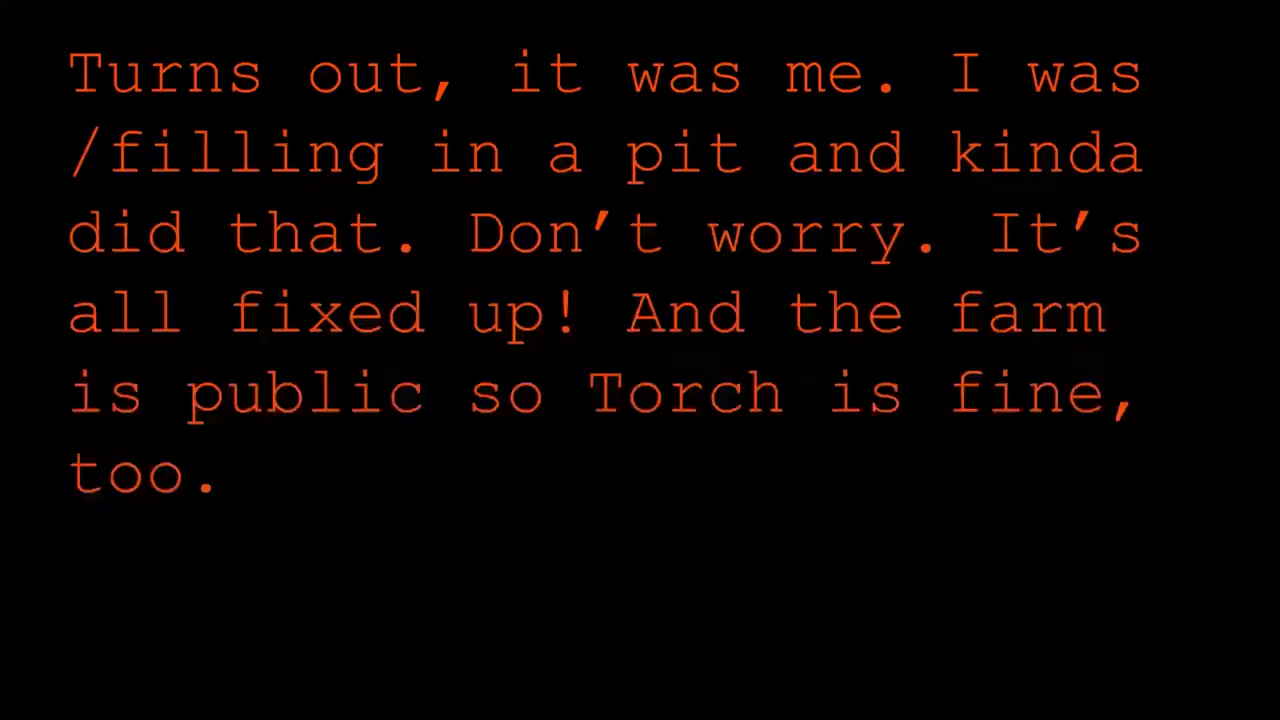 Turns out, it was me. I was
/filling in a pit and kinda
did that. Don’t worry. It’s
all fixed up! And the farm
is public so Torch is fine,
too.